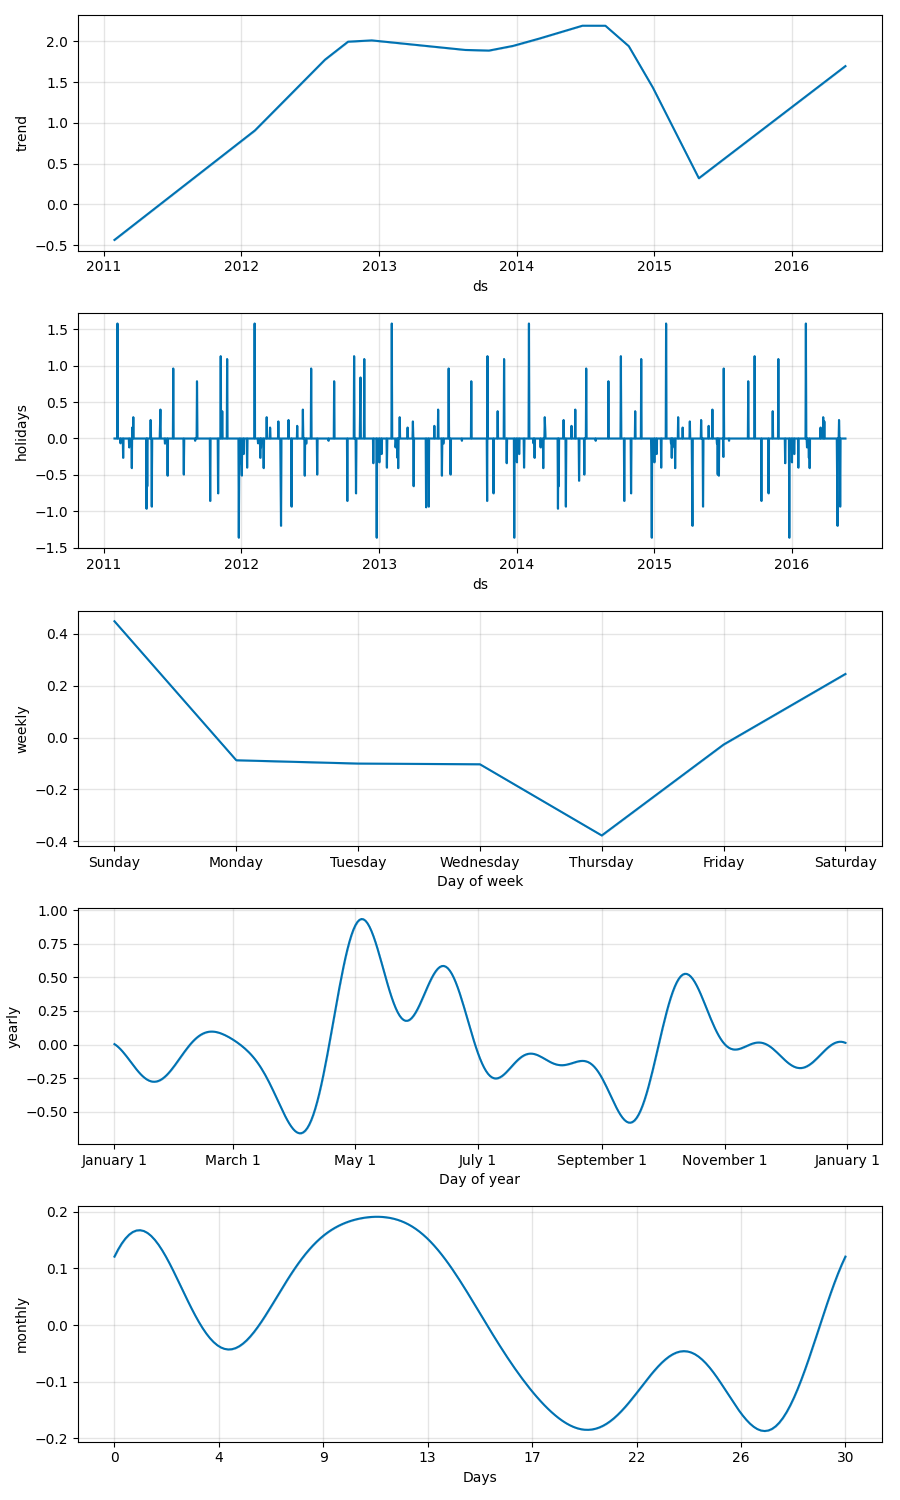 2.0
1.5
1.0
0.5
0.0
−0.5
trend
2011 2012 2013 2014 2015 2016
ds
1.5
1.0
0.5
0.0
−0.5
−1.0
−1.5
holidays
2011 2012 2013 2014 2015 2016
ds
0.4
0.2
0.0
−0.2
−0.4
weekly
Sunday Monday Tuesday Wednesday Thursday Friday Saturday
Day of week
1.00
0.75
0.50
0.25
0.00
−0.25
−0.50
yearly
January 1 March 1 May 1 July 1 September 1 November 1 January 1
Day of year
0.2
0.1
0.0
−0.1
−0.2
monthly
0 4 9 13 17 22 26 30
Days